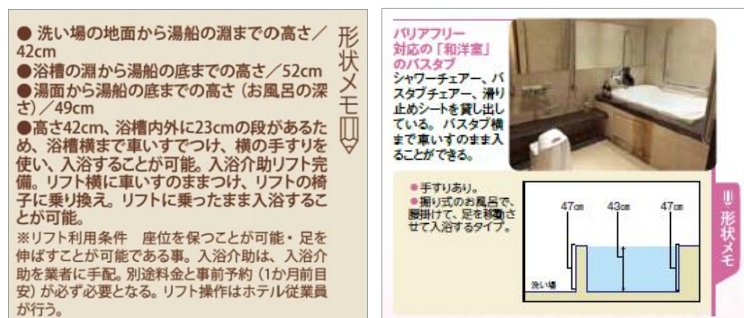 形状メモ
● 洗い場の地面から湯船の淵までの高さ／
42cm
●浴槽の淵から湯船の底までの高さ／52cm
●湯面から湯船の底までの高さ（お風呂の深
さ）／49cm
●高さ42cm、浴槽内外に23cmの段があるた
め、浴槽横まで車いすでつけ、横の手すりを
使い、入浴することが可能。入浴介助リフト完
備。リフト横に車いすのままつけ、リフトの椅
子に乗り換え。リフトに乗ったまま入浴するこ
とが可能。
※リフト利用条件　座位を保つことが可能・足を
伸ばすことが可能である事。入浴介助は、入浴介
助を業者に手配。別途料金と事前予約（1か月前目
安）が必ず必要となる。リフト操作はホテル従業員
が行う。
バリアフリー
対応の「和洋室」
のバスタブ
シャワーチェアー、バ
スタブチェアー、滑り
止めシートを貸し出し
ている。バスタブ横
まで車いすのまま入
ることができる。
●手すりあり。
●掘り式のお風呂で、
腰掛けて、足を移動さ
せて入浴するタイプ。
47cm 43cm 47cm
洗い場
形状メモ